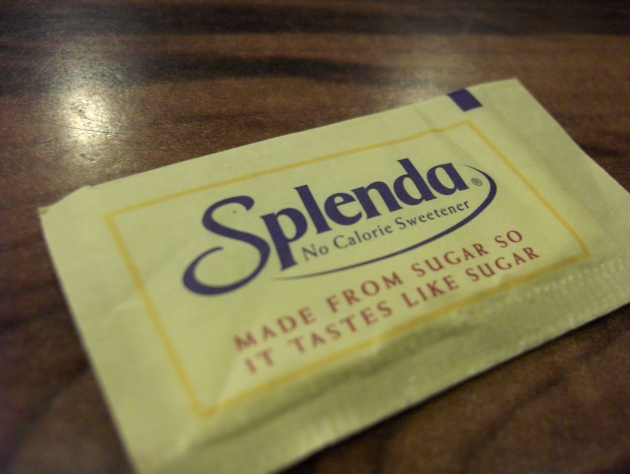 Splenda®
No Calorie Sweetener
MADE FROM SUGAR SO
IT TASTES LIKE SUGAR